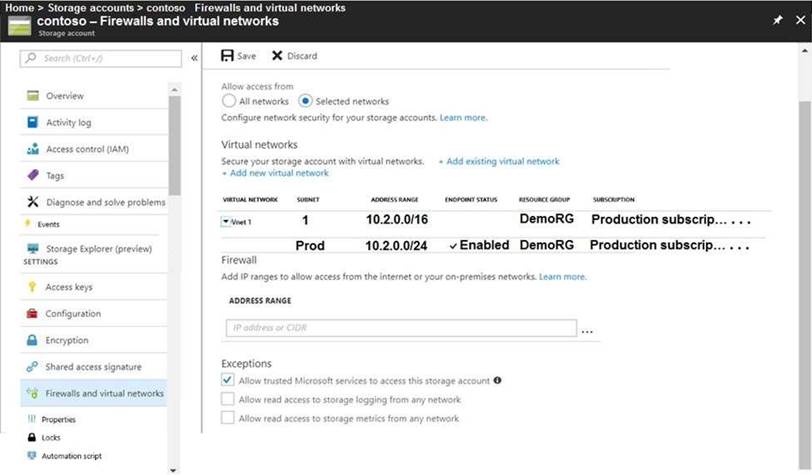 Home > Storage accounts > contoso Firewalls and virtual networks
contoso – Firewalls and virtual networks
Storage account
Search (Ctrl+/)
Overview
Activity log
Access control (IAM)
Tags
Diagnose and solve problems
Events
Storage Explorer (preview)
SETTINGS
Access keys
Configuration
Encryption
Shared access signature
Firewalls and virtual networks
Properties
Locks
Automation script
Save Discard
Allow access from
All networks Selected networks
Configure network security for your storage accounts. Learn more.
Virtual networks
Secure your storage account with virtual networks. + Add existing virtual network
+ Add new virtual network
VIRTUAL NETWORK SUBNET ADDRESS RANGE ENDPOINT STATUS RESOURCE GROUP SUBSCRIPTION
Vnet 1 1 10.2.0.0/16 DemoRG Production subscrip... ...
Prod 10.2.0.0/24 Enabled DemoRG Production subscrip... ...
Firewall
Add IP ranges to allow access from the internet or your on-premises networks. Learn more.
ADDRESS RANGE
IP address or CIDR ...
Exceptions
Allow trusted Microsoft services to access this storage account
Allow read access to storage logging from any network
Allow read access to storage metrics from any network